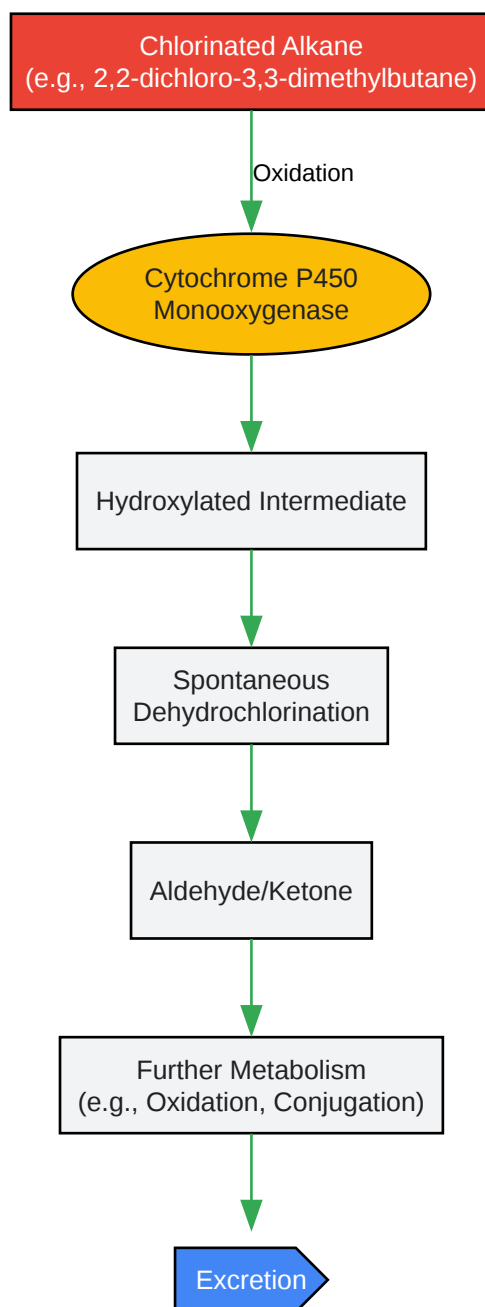 Chlorinated Alkane
(e.g., 2,2-dichloro-3,3-dimethylbutane)
Oxidation
Cytochrome P450
Monooxygenase
Hydroxylated Intermediate
Spontaneous
Dehydrochlorination
Aldehyde/Ketone
Further Metabolism
(e.g., Oxidation, Conjugation)
Excretion